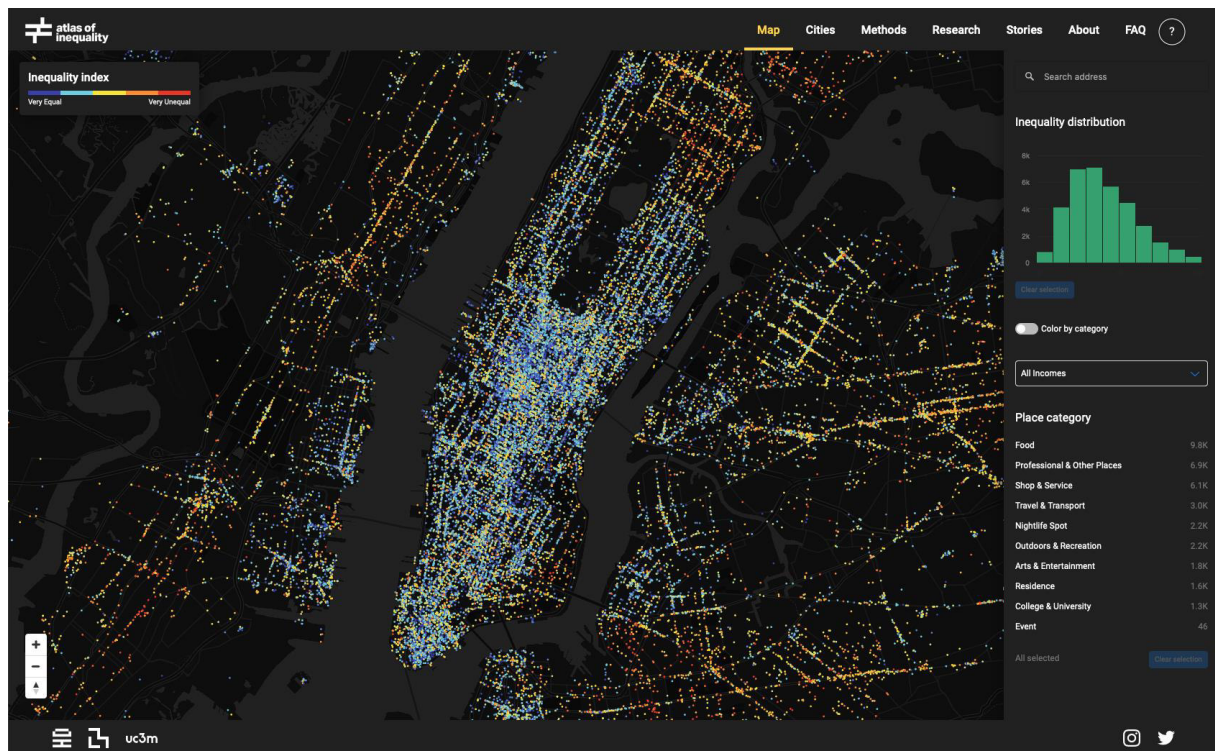 atlas of
inequality
Map Cities Methods Research Stories About FAQ ?
Inequality index
Very Equal Very Unequal
Search address
Inequality distribution
8k
6k
4k
2k
0
Clear selection
Color by category
All Incomes
Place category
Food 9.8K
Professional & Other Places 6.9K
Shop & Service 6.1K
Travel & Transport 3.0K
Nightlife Spot 2.2K
Outdoors & Recreation 2.2K
Arts & Entertainment 1.8K
Residence 1.6K
College & University 1.3K
Event 46
All selected Clear selection
+
−
uc3m